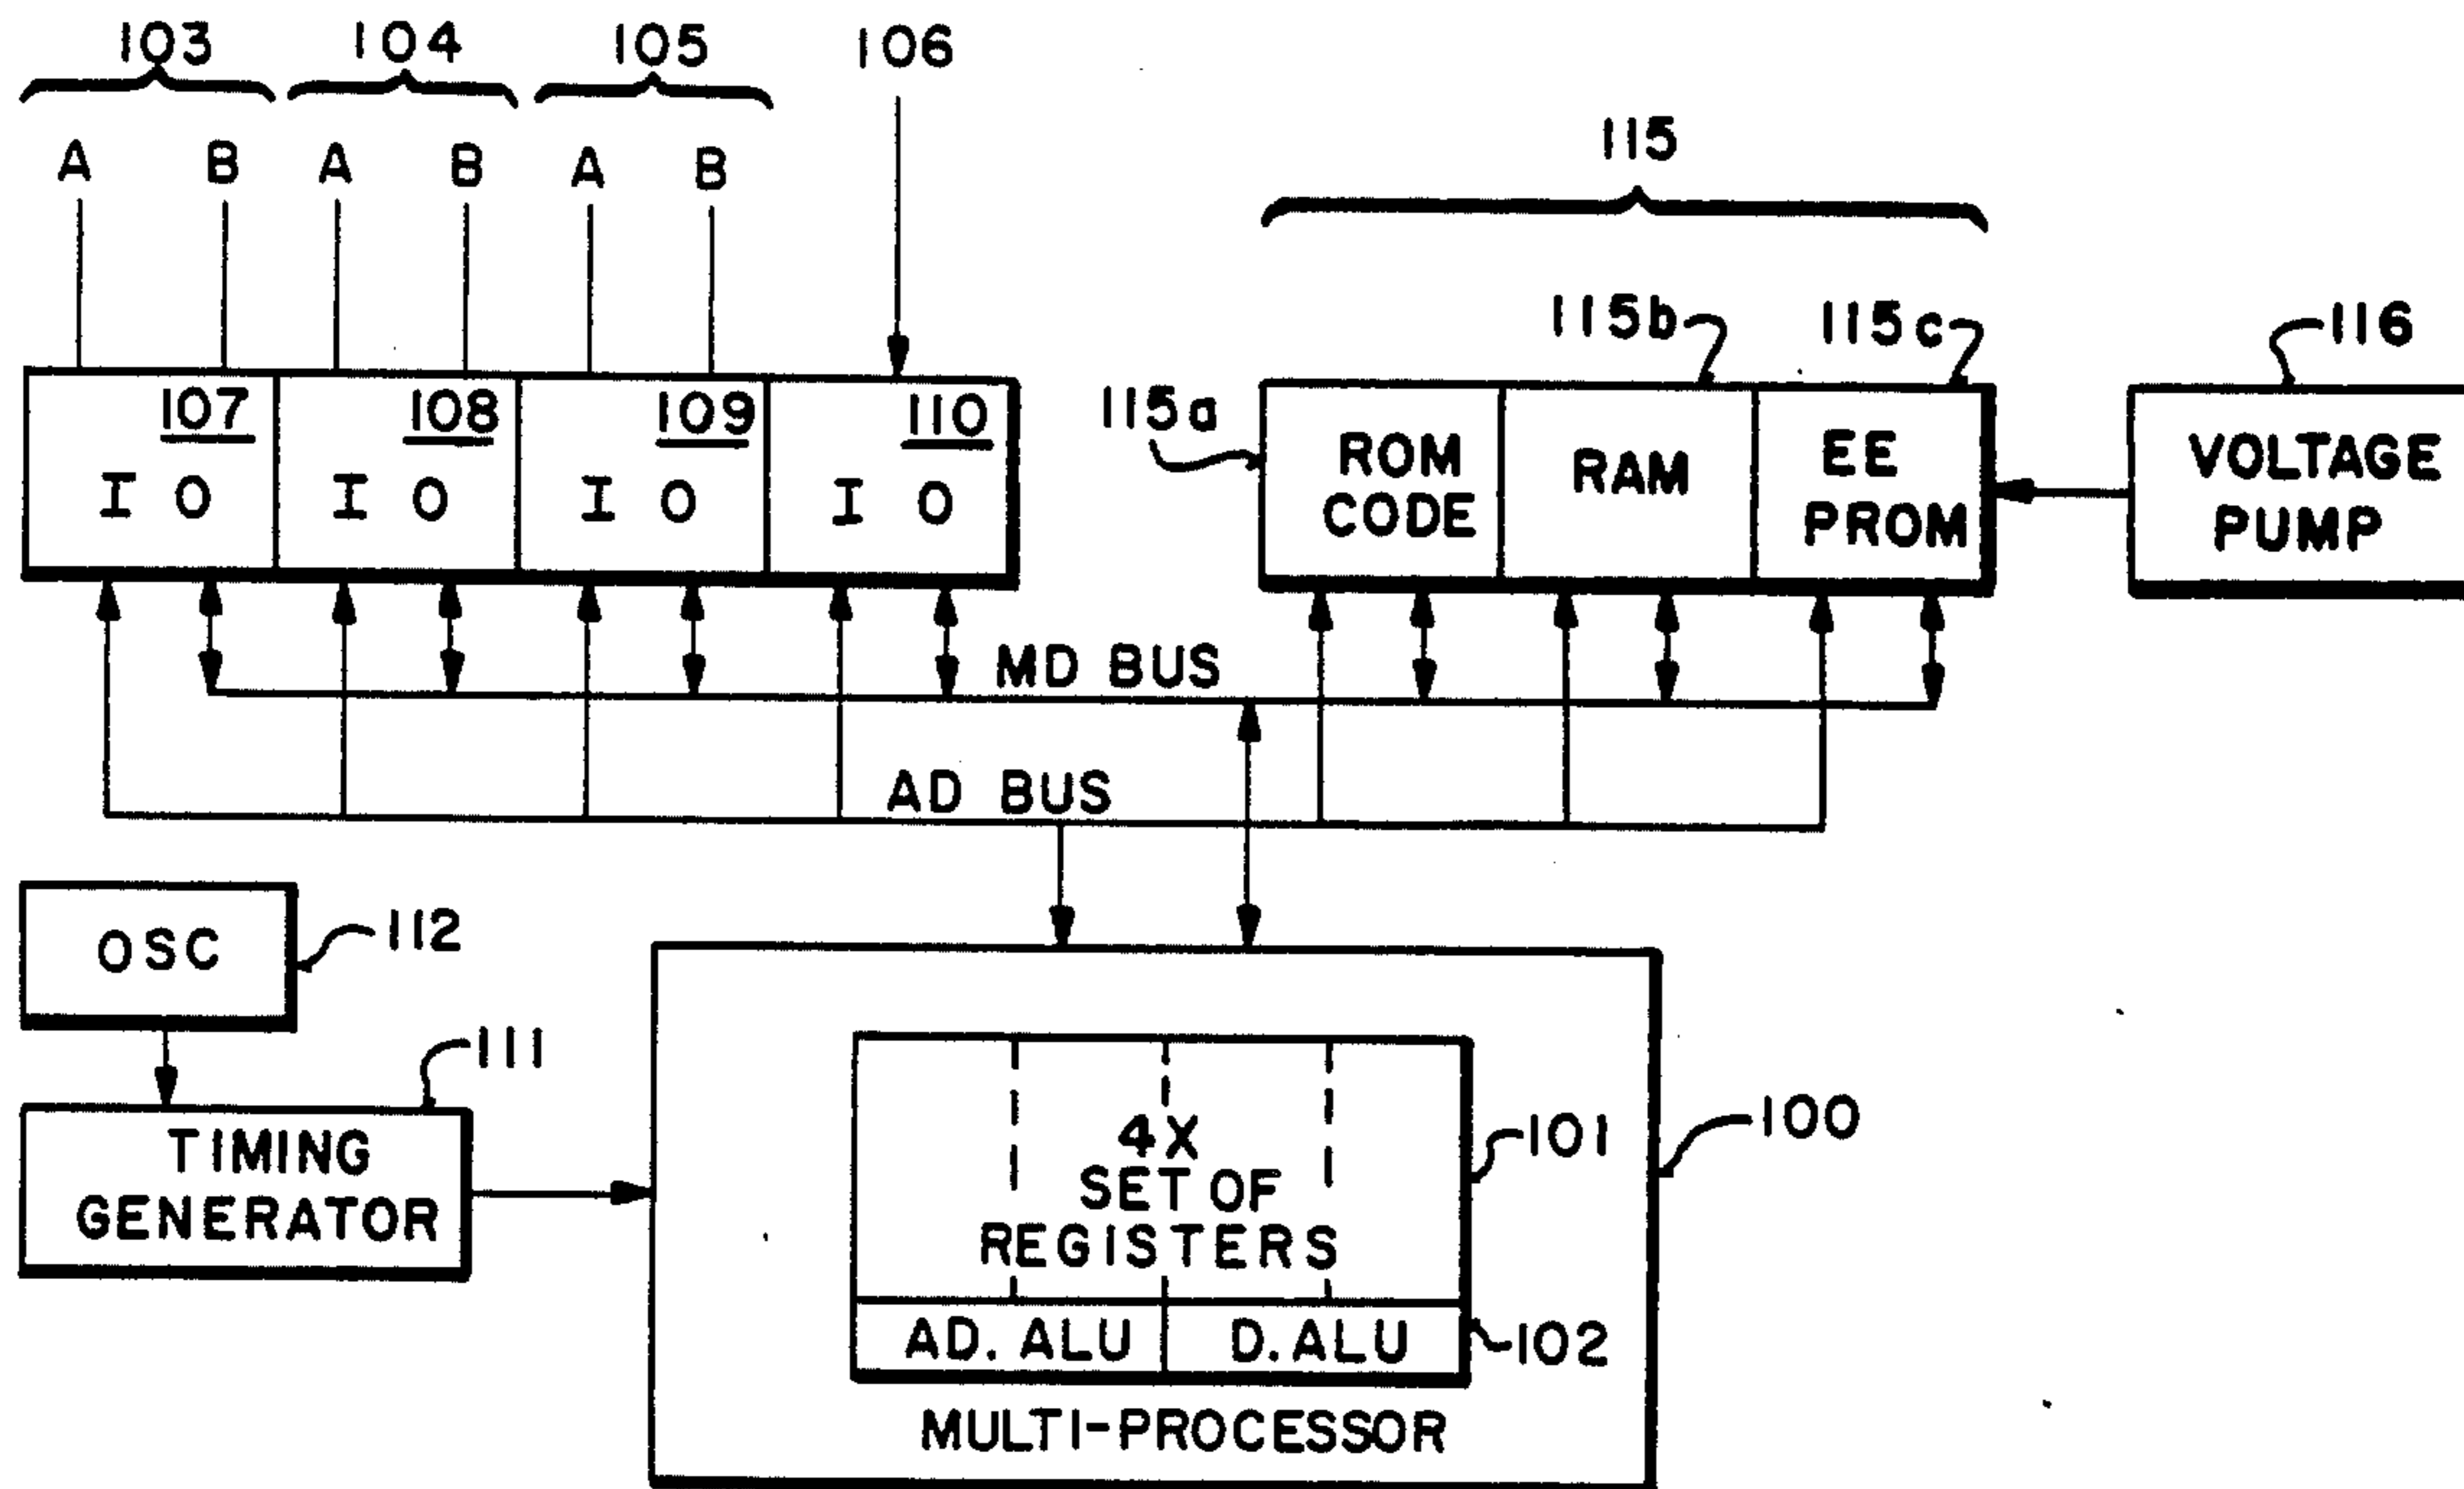 103 104 105 106
A B A B A B
115
115b 115c 116
115a
107 108 109 110
I O I O I O I O
ROM
CODE
RAM
EE
PROM
VOLTAGE
PUMP
MD BUS
AD BUS
OSC
112
111
TIMING
GENERATOR
4X
SET OF
REGISTERS
101
100
AD. ALU D. ALU
102
MULTI-PROCESSOR